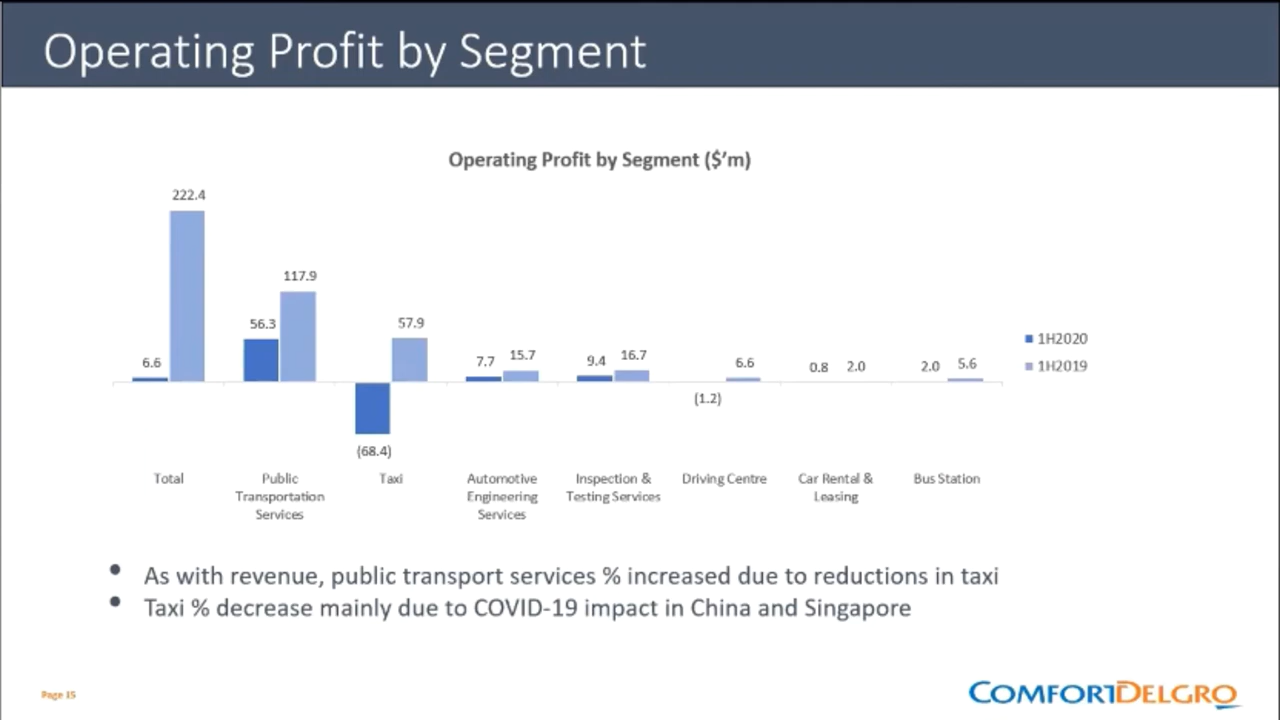 Operating Profit by Segment
Operating Profit by Segment ($'m)
222.4
117.9
56.3
57.9
6.6
7.7
15.7
9.4
16.7
6.6
0.8
2.0
2.0
5.6
(1.2)
(68.4)
1H2020
1H2019
Total
Public
Transportation
Services
Taxi
Automotive
Engineering
Services
Inspection &
Testing Services
Driving Centre
Car Rental &
Leasing
Bus Station
• As with revenue, public transport services % increased due to reductions in taxi
• Taxi % decrease mainly due to COVID-19 impact in China and Singapore
Page 15
COMFORTDELGRO